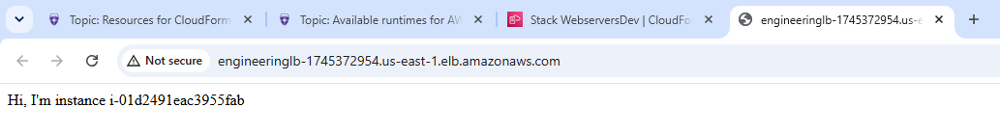 Topic: Resources for CloudForm
Topic: Available runtimes for AW
Stack WebserversDev | CloudFo
engineeringlb-1745372954.us-e
Not secure
engineeringlb-1745372954.us-east-1.elb.amazonaws.com
Hi, I'm instance i-01d2491eac3955fab